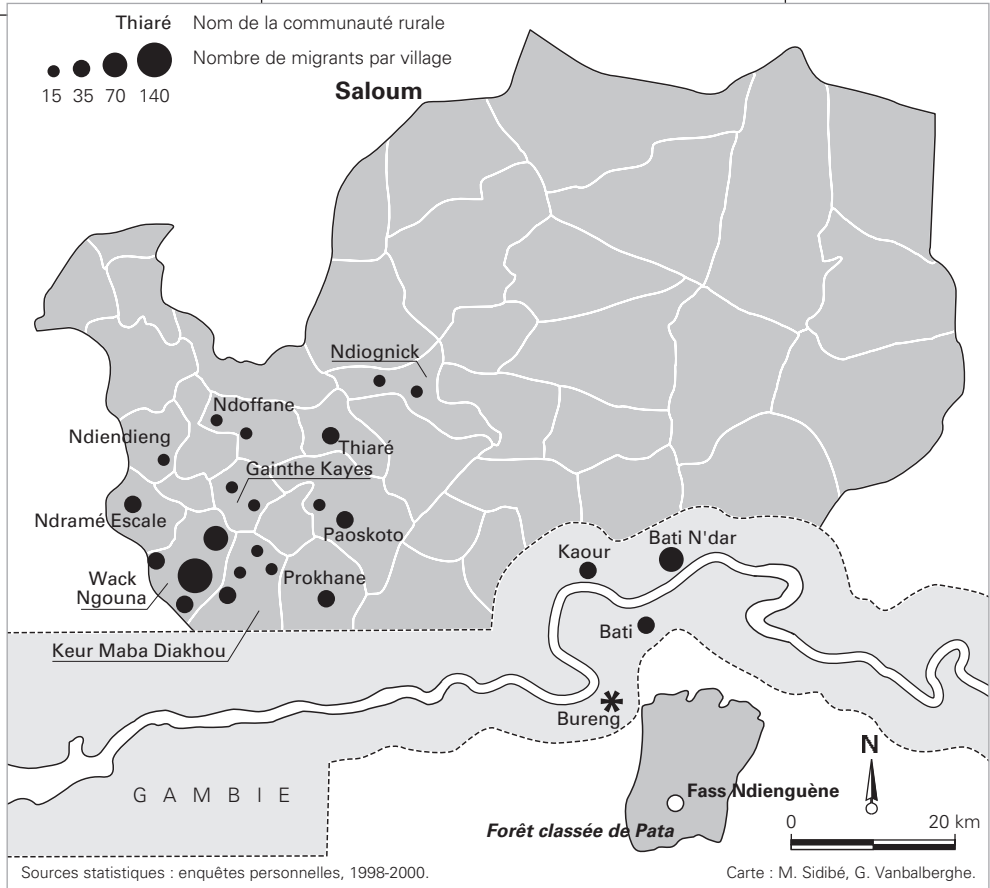 Thiaré Nom de la communauté rurale
Nombre de migrants par village
15 35 70 140
Saloum
Ndiognick
Ndoffane
Ndiendieng
Thiaré
Gainthe Kayes
Ndramé Escale
Paoskoto
Bati N'dar
Kaour
Wack
Ngouna
Prokhane
Bati
Keur Maba Diakhou
Bureng
N
GAMBIE
Fass Ndienguène
0 20 km
Forêt classée de Pata
Sources statistiques : enquêtes personnelles, 1998-2000.
Carte : M. Sidibé, G. Vanbalberghe.